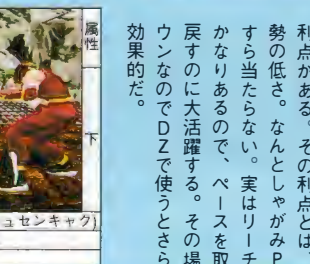 利点がある。その利点とは、
勢の低さ。なんとしゃがみP
すら当たらない。実はリーチ
かなりあるので、ペースを取
戻すのに大活躍する。その場
ウンなのでDZで使うとさら
効果的だ。
属性
下
ュセンキャク)